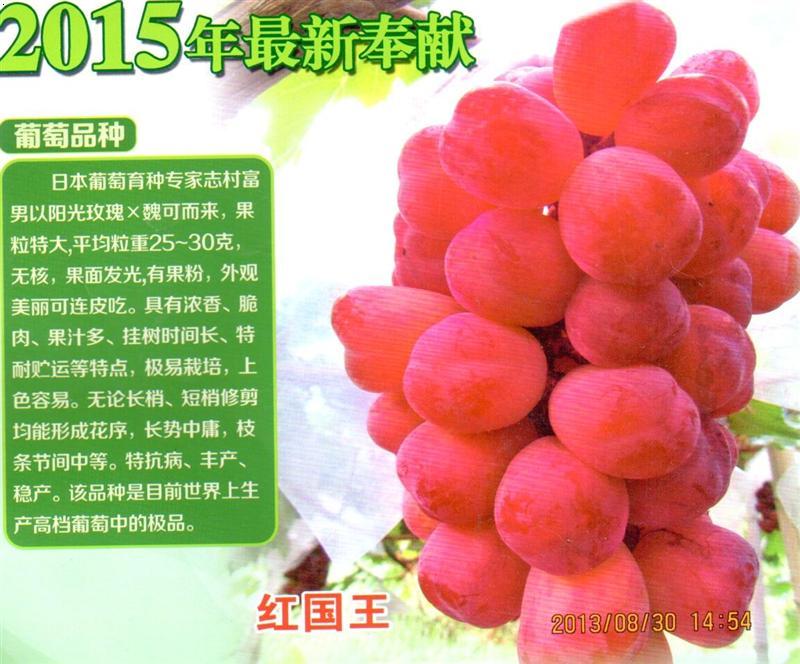 2015年最新奉献
葡萄品种
日本葡萄育种专家志村富
男以阳光玫瑰×魏可而来，果
粒特大,平均粒重25~30克，
无核，果面发光,有果粉，外观
美丽可连皮吃。具有浓香、脆
肉、果汁多、挂树时间长、特
耐贮运等特点，极易栽培，上
色容易。无论长梢、短梢修剪
均能形成花序，长势中庸，枝
条节间中等。特抗病、丰产、
稳产。该品种是目前世界上生
产高档葡萄中的极品。
红国王
2013/08/30 14:54